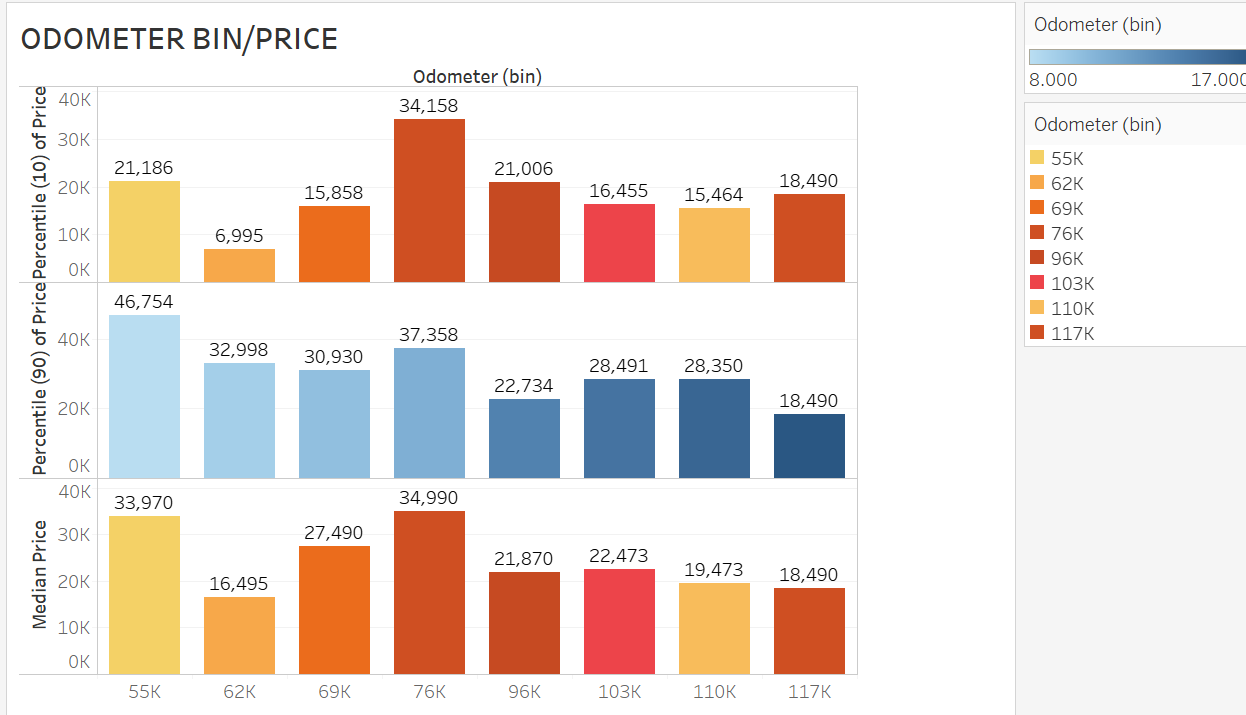 ODOMETER BIN/PRICE
Odometer (bin)
Percentile (10) of Price
40K
30K
20K
10K
0K
21,186
6,995
15,858
34,158
21,006
16,455
15,464
18,490
Percentile (90) of Price
40K
20K
0K
46,754
32,998
30,930
37,358
22,734
28,491
28,350
18,490
Median Price
40K
30K
20K
10K
0K
33,970
16,495
27,490
34,990
21,870
22,473
19,473
18,490
55K
62K
69K
76K
96K
103K
110K
117K
Odometer (bin)
8.000
17.000
Odometer (bin)
55K
62K
69K
76K
96K
103K
110K
117K